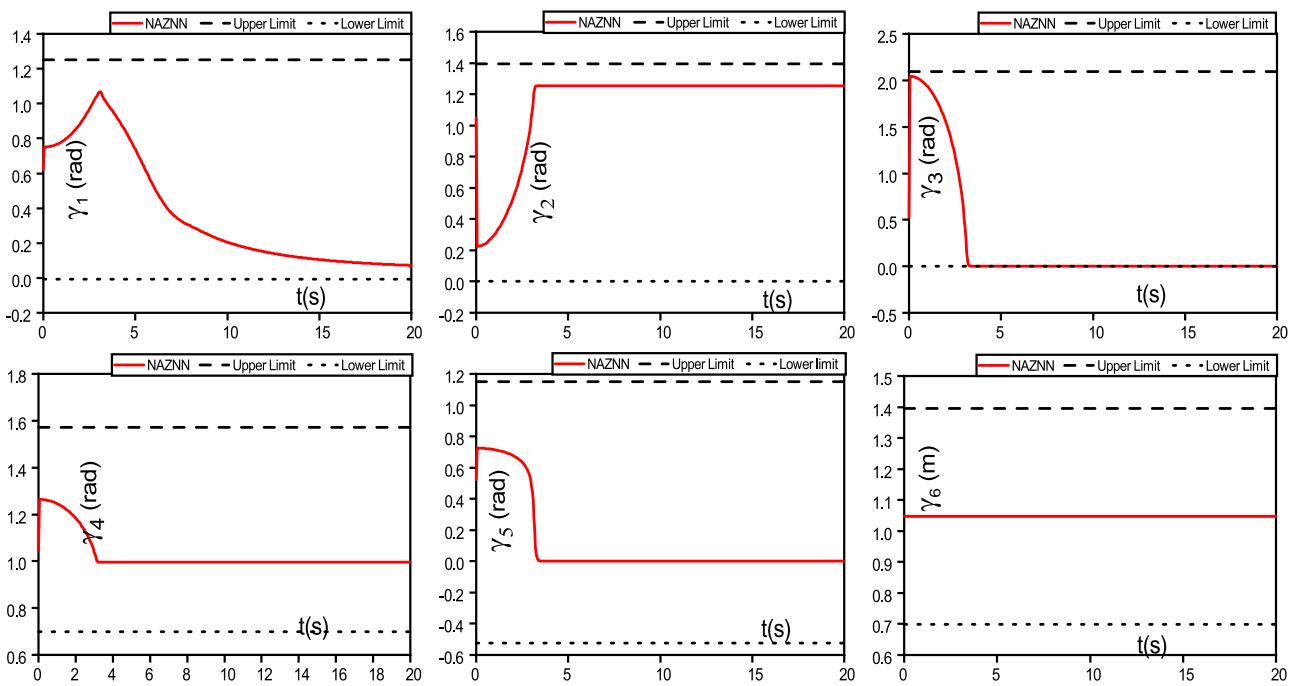 NAZNN Upper Limit Lower Limit
1.4
1.2
1.0
0.8
0.6
0.4
0.2
0.0
-0.2
γ1 (rad)
t(s)
0 5 10 15 20
NAZNN Upper Limit Lower Limit
1.6
1.4
1.2
1.0
0.8
0.6
0.4
0.2
0.0
-0.2
γ2 (rad)
t(s)
0 5 10 15 20
NAZNN Upper Limit Lower Limit
2.5
2.0
1.5
1.0
0.5
0.0
-0.5
γ3 (rad)
t(s)
0 5 10 15 20
NAZNN Upper Limit Lower Limit
1.8
1.6
1.4
1.2
1.0
0.8
0.6
γ4 (rad)
t(s)
0 2 4 6 8 10 12 14 16 18 20
NAZNN Upper Limit Lower limit
1.2
1.0
0.8
0.6
0.4
0.2
0.0
-0.2
-0.4
-0.6
γ5 (rad)
t(s)
0 5 10 15 20
NAZNN Upper Limit Lower Limit
1.5
1.4
1.3
1.2
1.1
1.0
0.9
0.8
0.7
0.6
γ6 (m)
t(s)
0 5 10 15 20